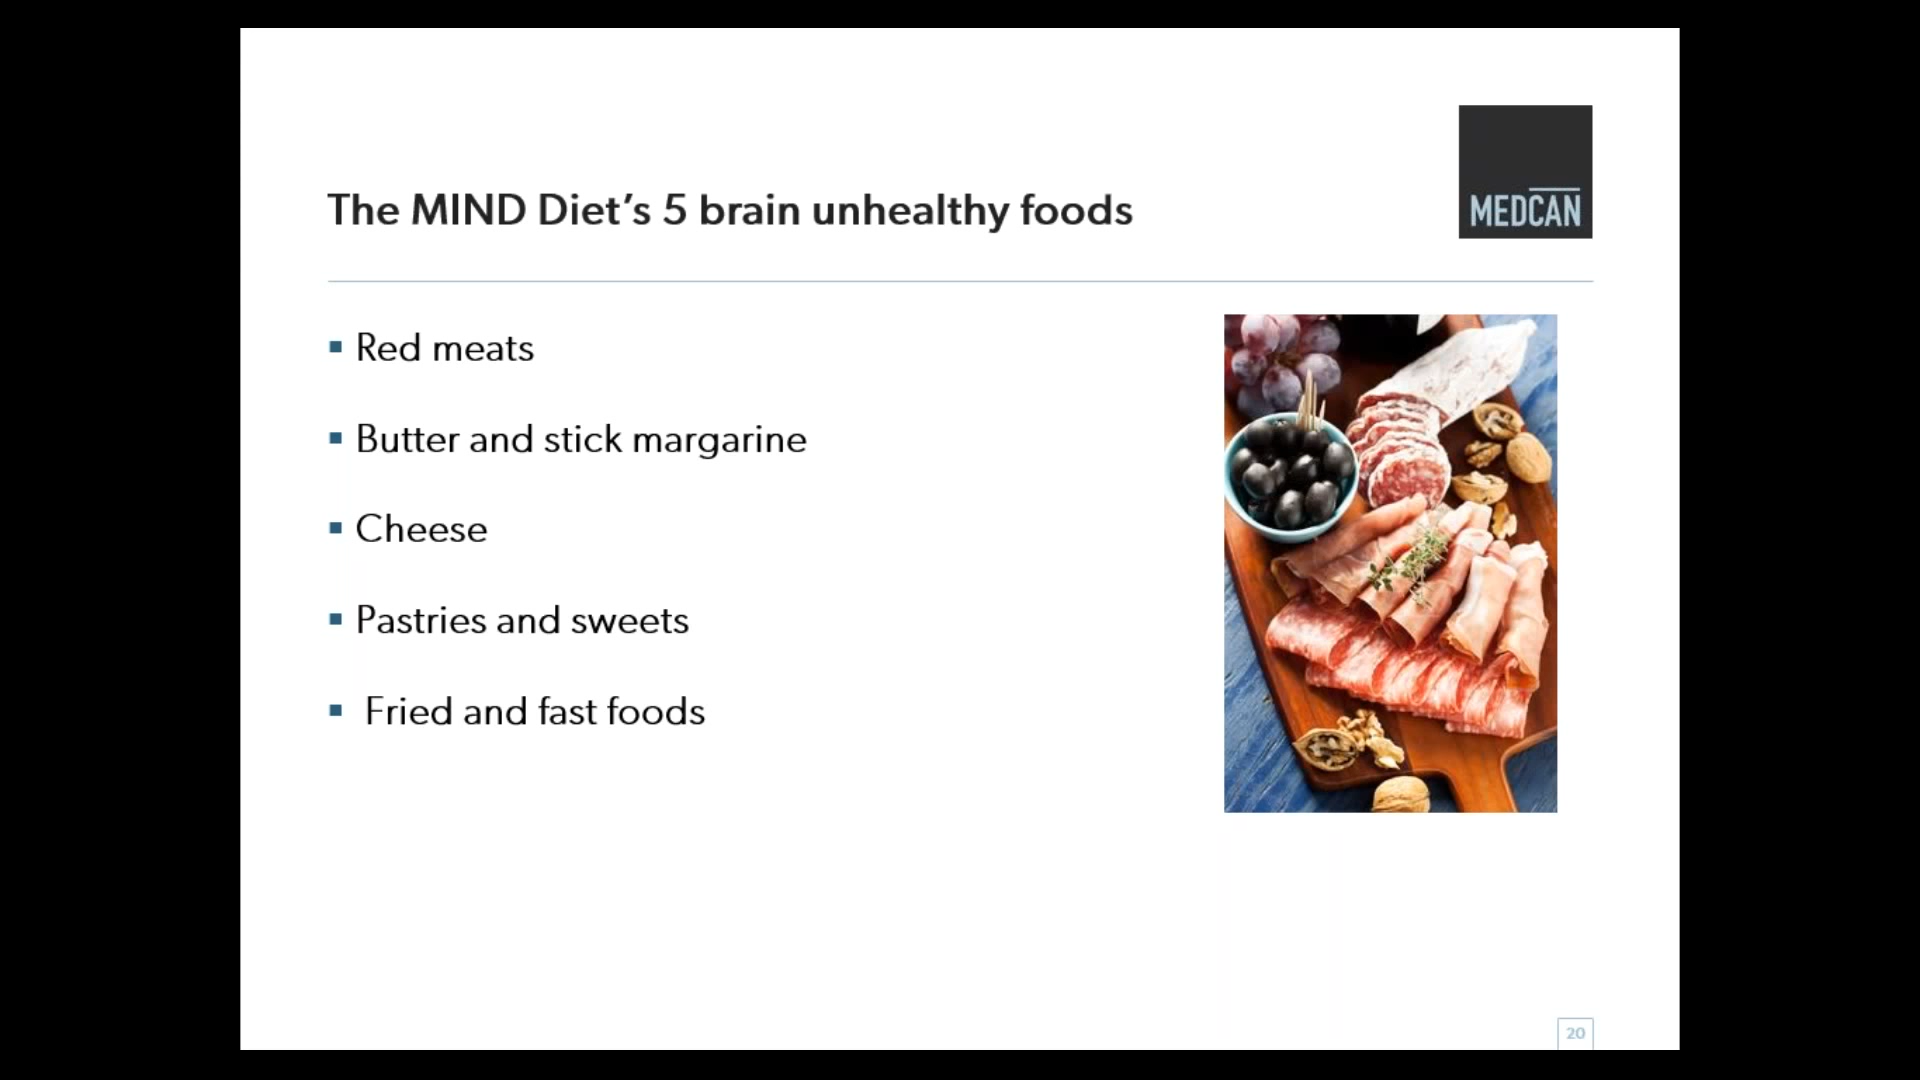 The MIND Diet’s 5 brain unhealthy foods
MEDCAN
▪ Red meats
▪ Butter and stick margarine
▪ Cheese
▪ Pastries and sweets
▪ Fried and fast foods
20